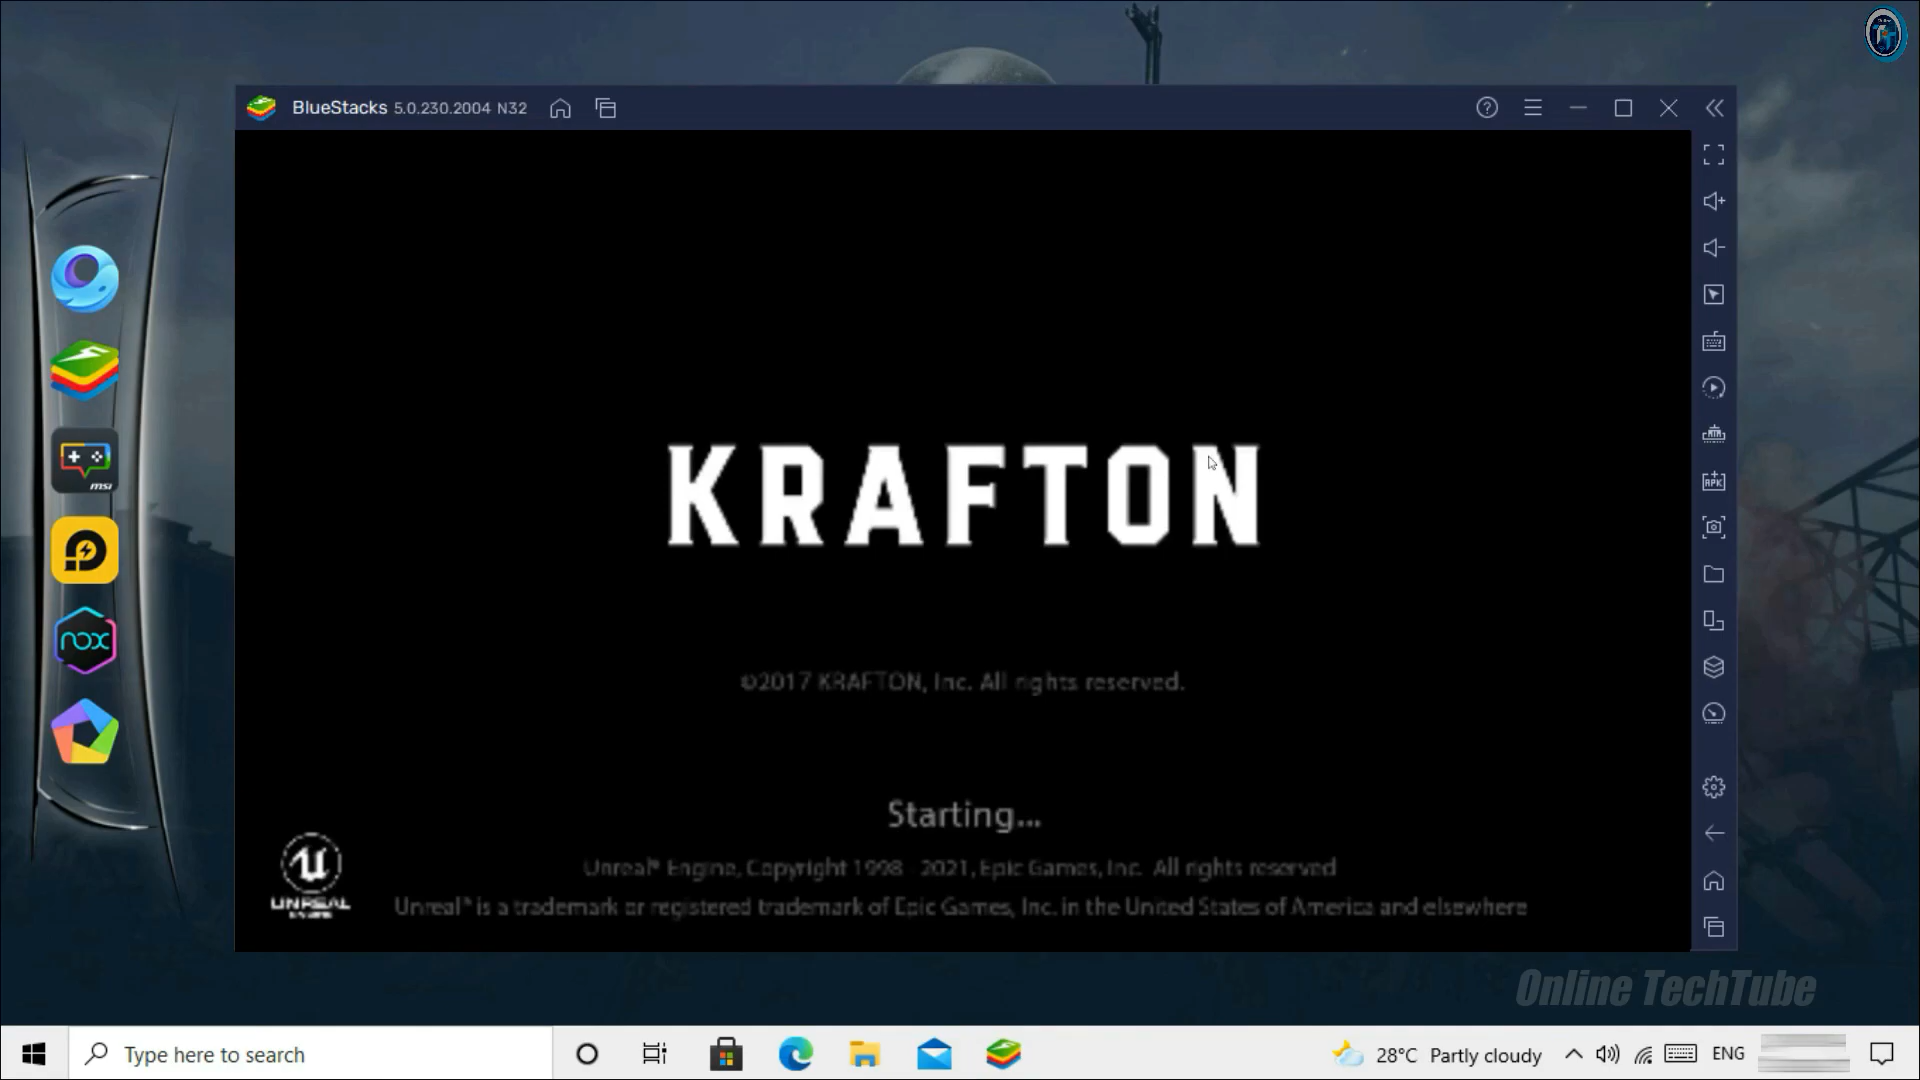 BlueStacks 5.0.230.2004 N32
msi
nox
APK
KRAFTON
©2017 KRAFTON, Inc. All rights reserved.
Starting...
Unreal® Engine, Copyright 1998 - 2021, Epic Games, Inc. All rights reserved
Unreal® is a trademark or registered trademark of Epic Games, Inc. in the United States of America and elsewhere
UNREAL
ENGINE
Online TechTube
Type here to search
28°C Partly cloudy
ENG